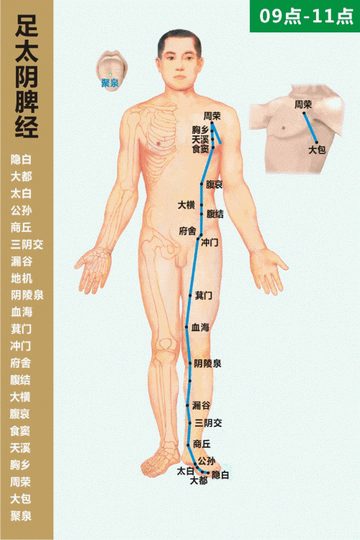 足太阴脾经
09点-11点
隐白
大都
太白
公孙
商丘
三阴交
漏谷
地机
阴陵泉
血海
萁门
冲门
府舍
腹结
大横
腹哀
食窦
天溪
胸乡
周荣
大包
聚泉
聚泉
周荣
大包
周荣
胸乡
天溪
食窦
腹哀
大横
腹结
府舍
冲门
萁门
血海
阴陵泉
漏谷
三阴交
商丘
公孙
太白
隐白
大都